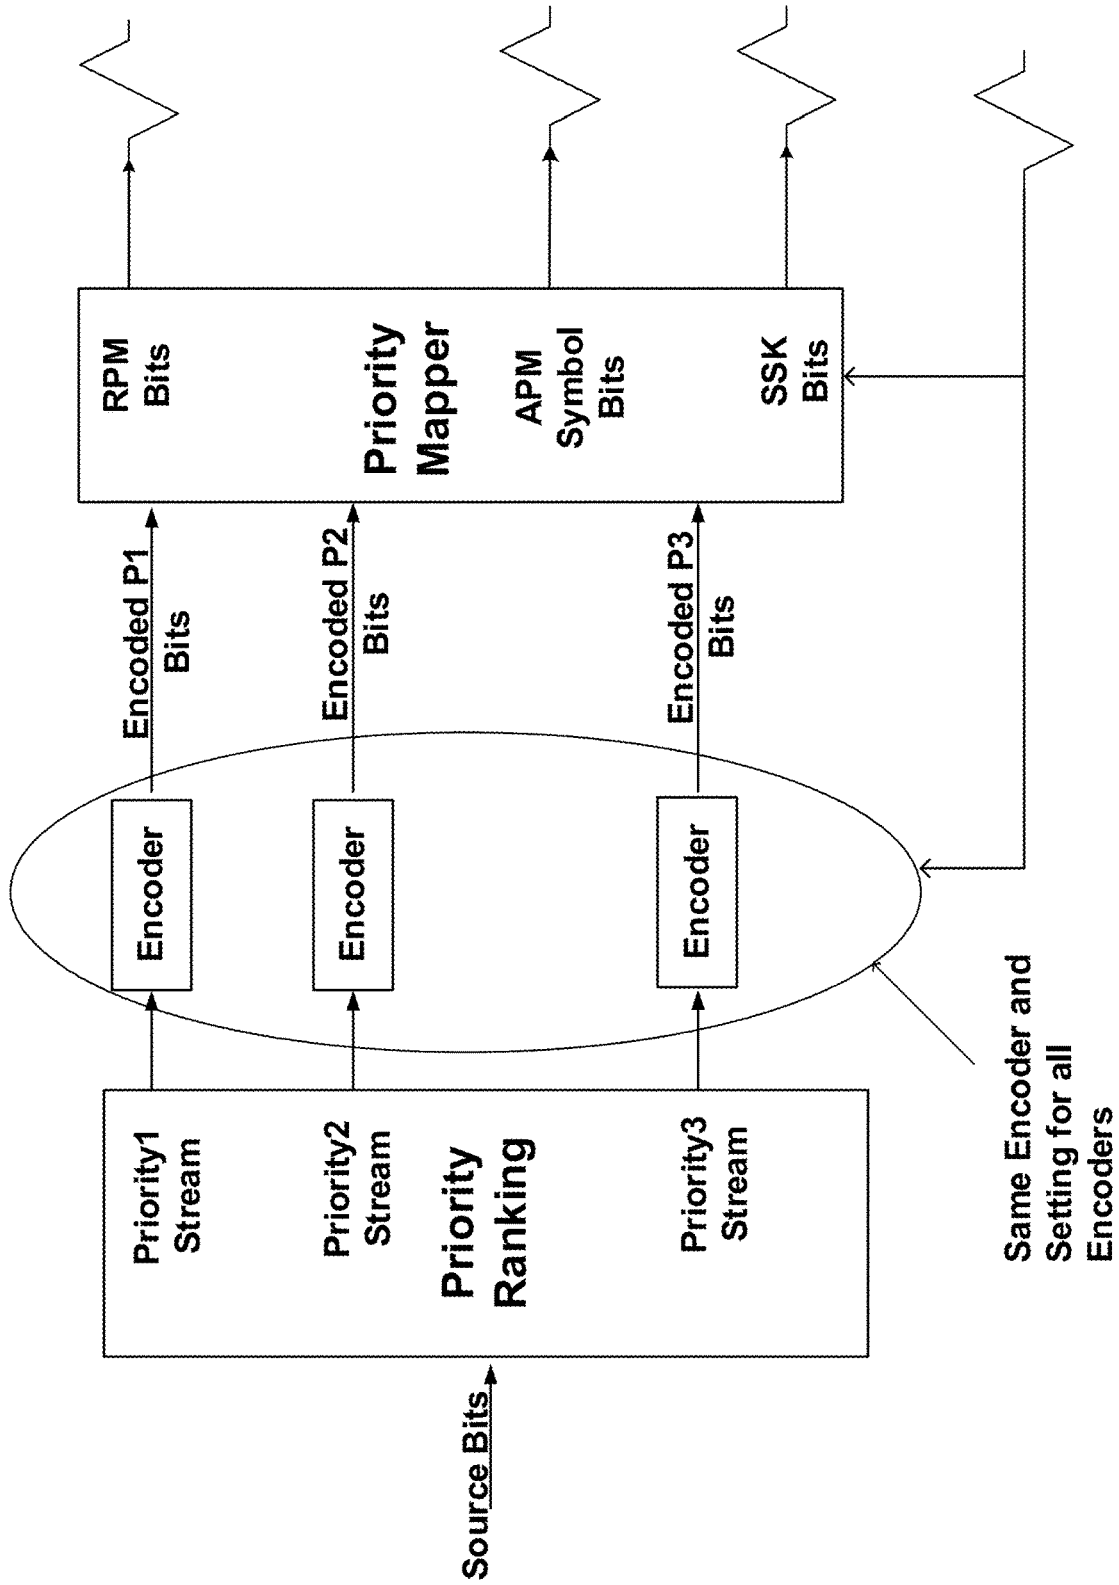 Source Bits
Priority1
Stream
Priority2
Stream
Priority
Ranking
Priority3
Stream
Encoder
Encoder
Encoder
Same Encoder and
Setting for all
Encoders
Encoded P1
Bits
Encoded P2
Bits
Encoded P3
Bits
RPM
Bits
Priority
Mapper
APM
Symbol
Bits
SSK
Bits